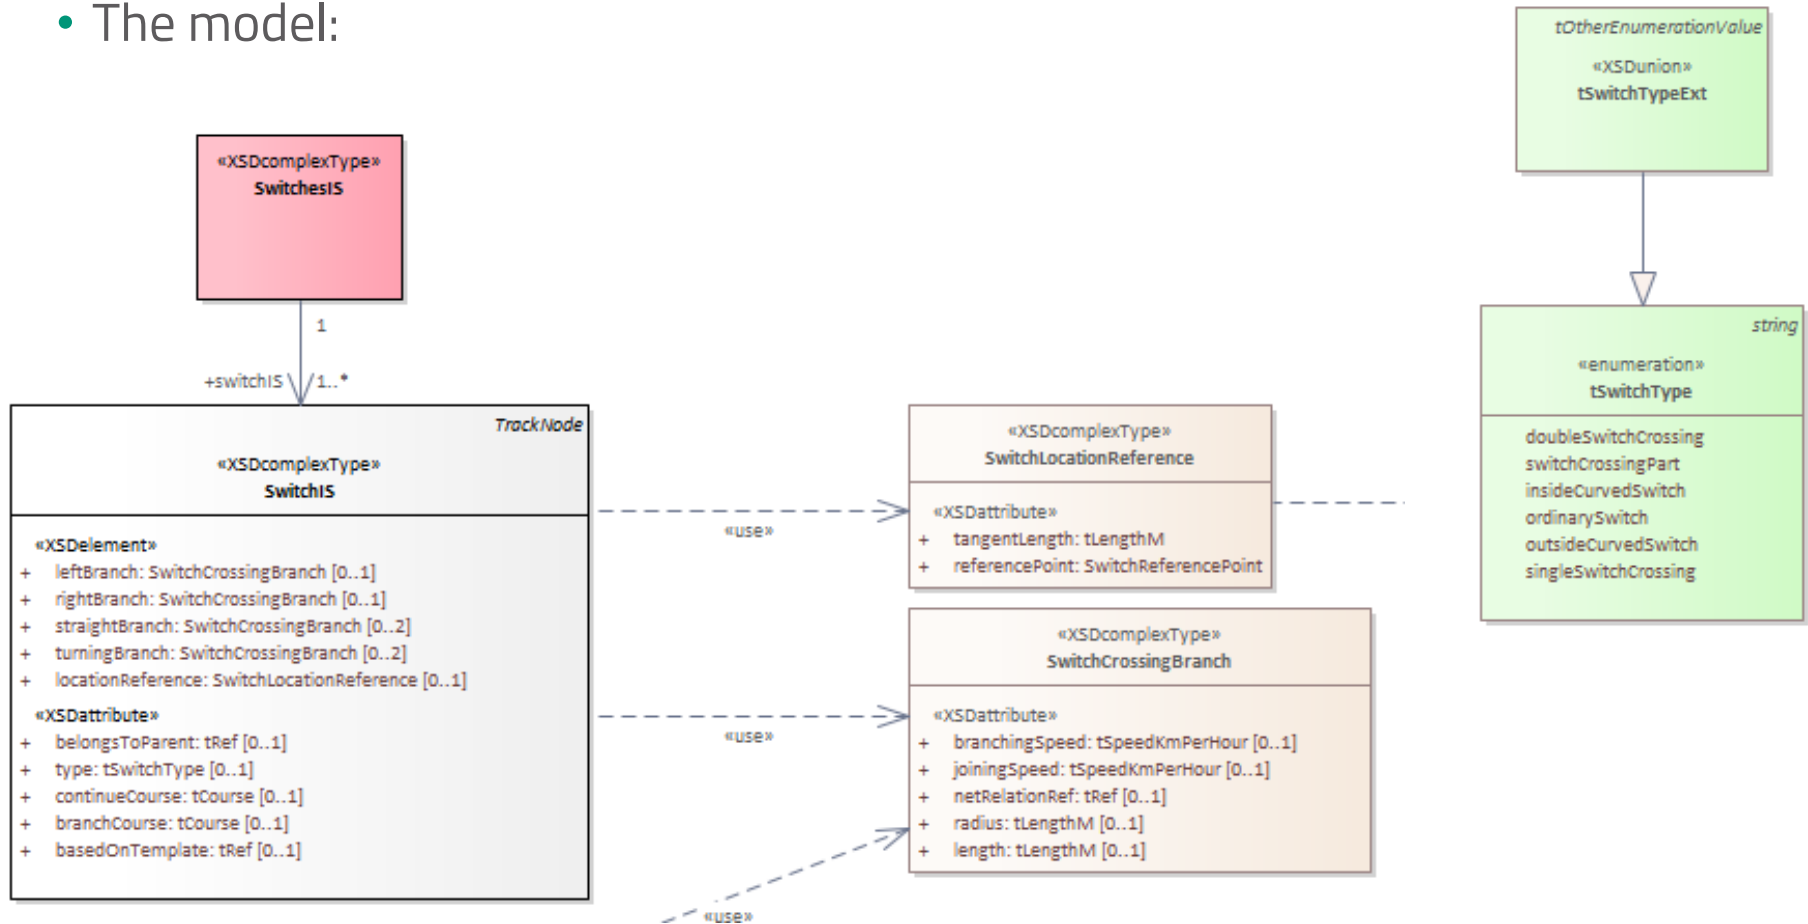 • The model:
tOtherEnumerationValue
«XSDunion»
tSwitchTypeExt
«XSDcomplexType»
SwitchesIS
1
+switchIS
1..*
string
«enumeration»
tSwitchType
doubleSwitchCrossing
switchCrossingPart
insideCurvedSwitch
ordinarySwitch
outsideCurvedSwitch
singleSwitchCrossing
TrackNode
«XSDcomplexType»
SwitchIS
«XSDelement»
+ leftBranch: SwitchCrossingBranch [0..1]
+ rightBranch: SwitchCrossingBranch [0..1]
+ straightBranch: SwitchCrossingBranch [0..2]
+ turningBranch: SwitchCrossingBranch [0..2]
+ locationReference: SwitchLocationReference [0..1]
«XSDattribute»
+ belongsToParent: tRef [0..1]
+ type: tSwitchType [0..1]
+ continueCourse: tCourse [0..1]
+ branchCourse: tCourse [0..1]
+ basedOnTemplate: tRef [0..1]
«use»
«XSDcomplexType»
SwitchLocationReference
«XSDattribute»
+ tangentLength: tLengthM
+ referencePoint: SwitchReferencePoint
«use»
«XSDcomplexType»
SwitchCrossingBranch
«XSDattribute»
+ branchingSpeed: tSpeedKmPerHour [0..1]
+ joiningSpeed: tSpeedKmPerHour [0..1]
+ netRelationRef: tRef [0..1]
+ radius: tLengthM [0..1]
+ length: tLengthM [0..1]
«use»